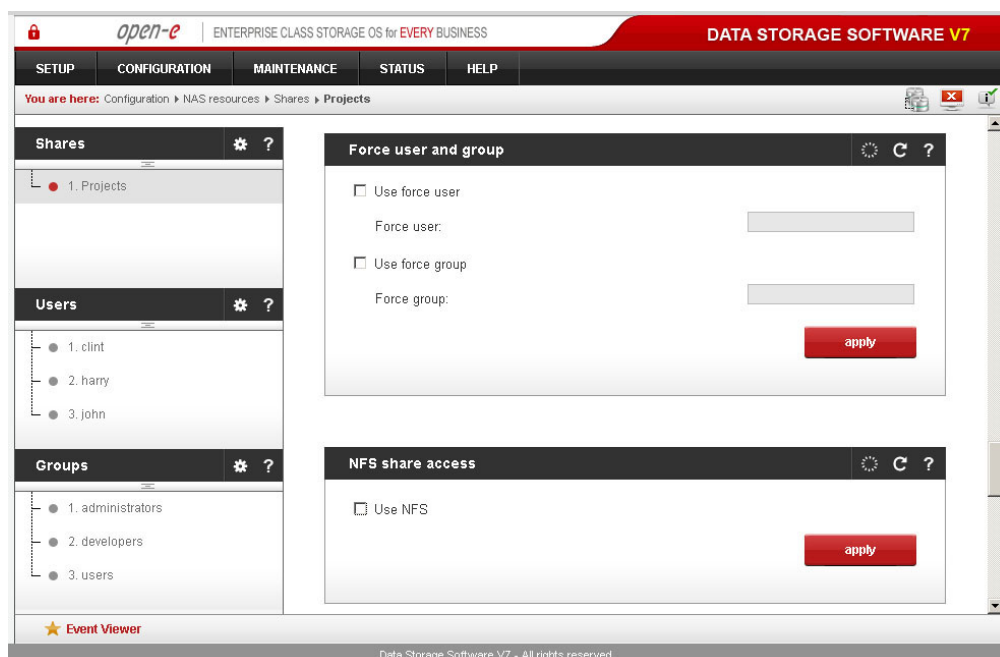 open-e
ENTERPRISE CLASS STORAGE OS for EVERY BUSINESS
DATA STORAGE SOFTWARE V7
SETUP CONFIGURATION MAINTENANCE STATUS HELP
You are here: Configuration NAS resources Shares Projects
Shares ?
1. Projects
Users ?
1. clint
2. harry
3. john
Groups ?
1. administrators
2. developers
3. users
Force user and group ?
Use force user
Force user:
Use force group
Force group:
apply
NFS share access ?
Use NFS
apply
Event Viewer
Data Storage Software V7 - All rights reserved